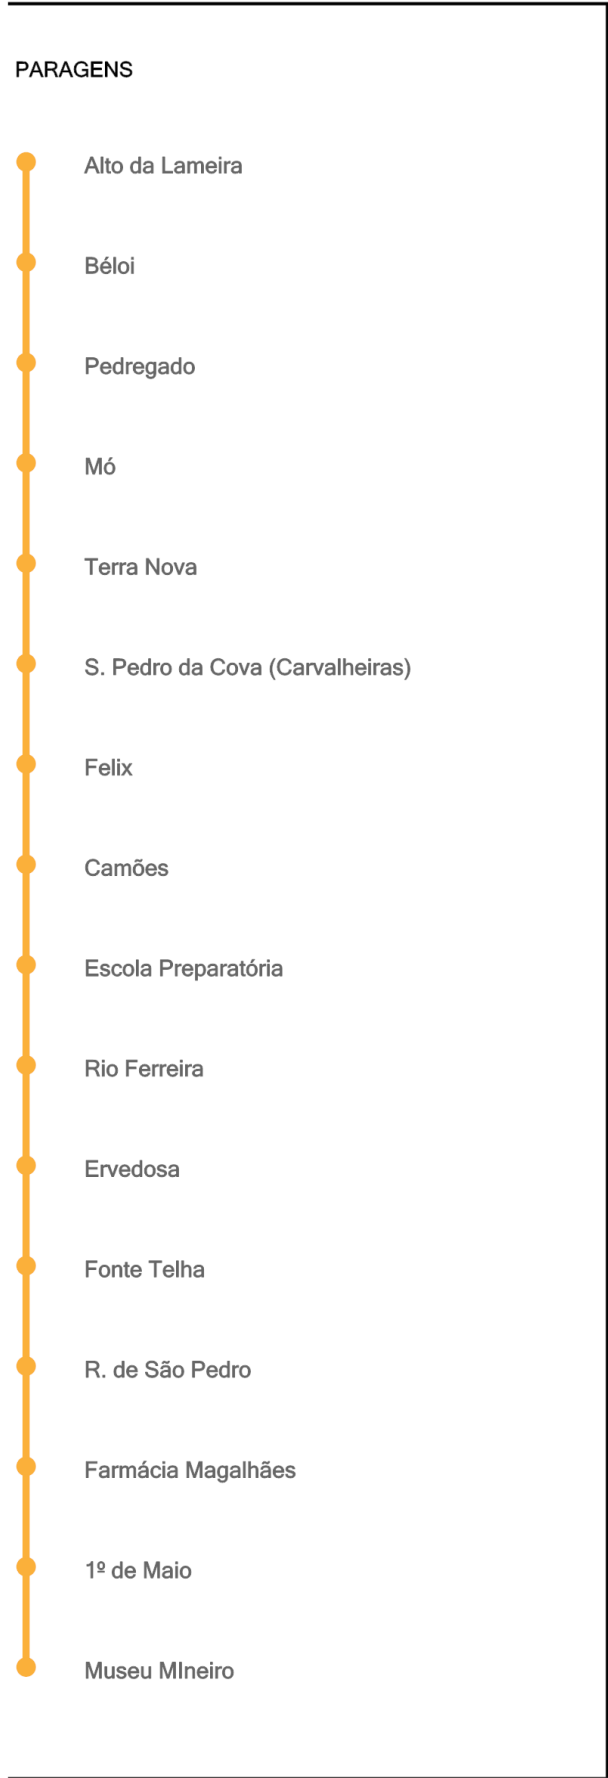 PARAGENS
Alto da Lameira
Béloi
Pedregado
Mó
Terra Nova
S. Pedro da Cova (Carvalheiras)
Felix
Camões
Escola Preparatória
Rio Ferreira
Ervedosa
Fonte Telha
R. de São Pedro
Farmácia Magalhães
1º de Maio
Museu MIneiro